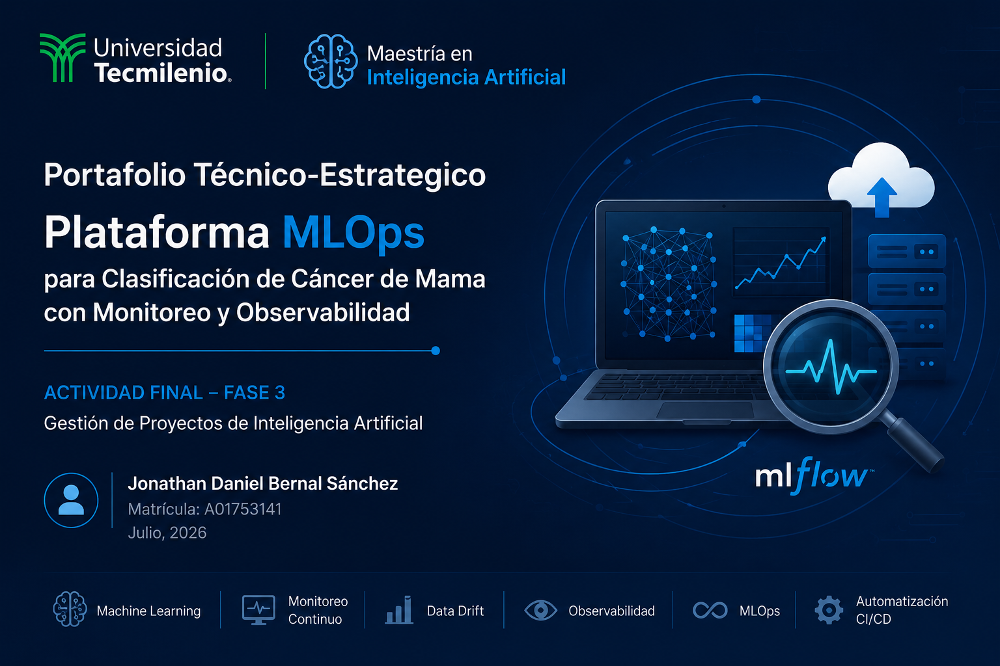 Universidad
Tecmilenio®
Maestría en
Inteligencia Artificial
Portafolio Técnico-Estrategico
Plataforma MLOps
para Clasificación de Cáncer de Mama
con Monitoreo y Observabilidad
ACTIVIDAD FINAL – FASE 3
Gestión de Proyectos de Inteligencia Artificial
Jonathan Daniel Bernal Sánchez
Matrícula: A01753141
Julio, 2026
mlflow™
Machine Learning
Monitoreo
Continuo
Data Drift
Observabilidad
MLOps
Automatización
CI/CD